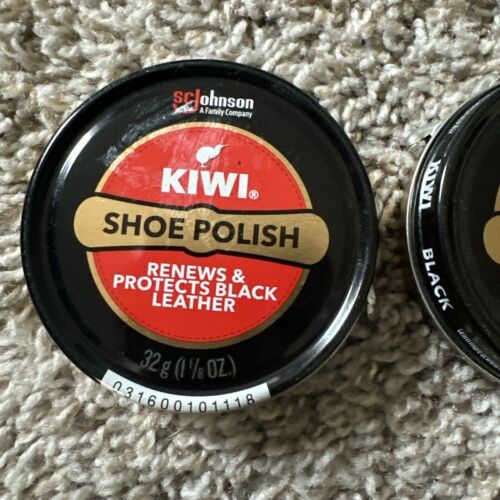 SC Johnson
A Family Company
KIWI®
SHOE POLISH
RENEWS &
PROTECTS BLACK
LEATHER
32 g (1 1/8 OZ.)
031600101118
KIWI
BLACK